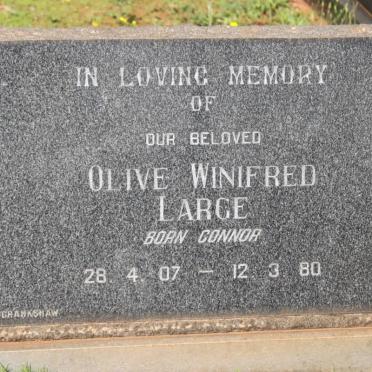 IN LOVING MEMORY
OF
OUR BELOVED
OLIVE WINIFRED
LARGE
BORN CONNOR
28 4. 07 — 12. 3 80
CRANKSHAW